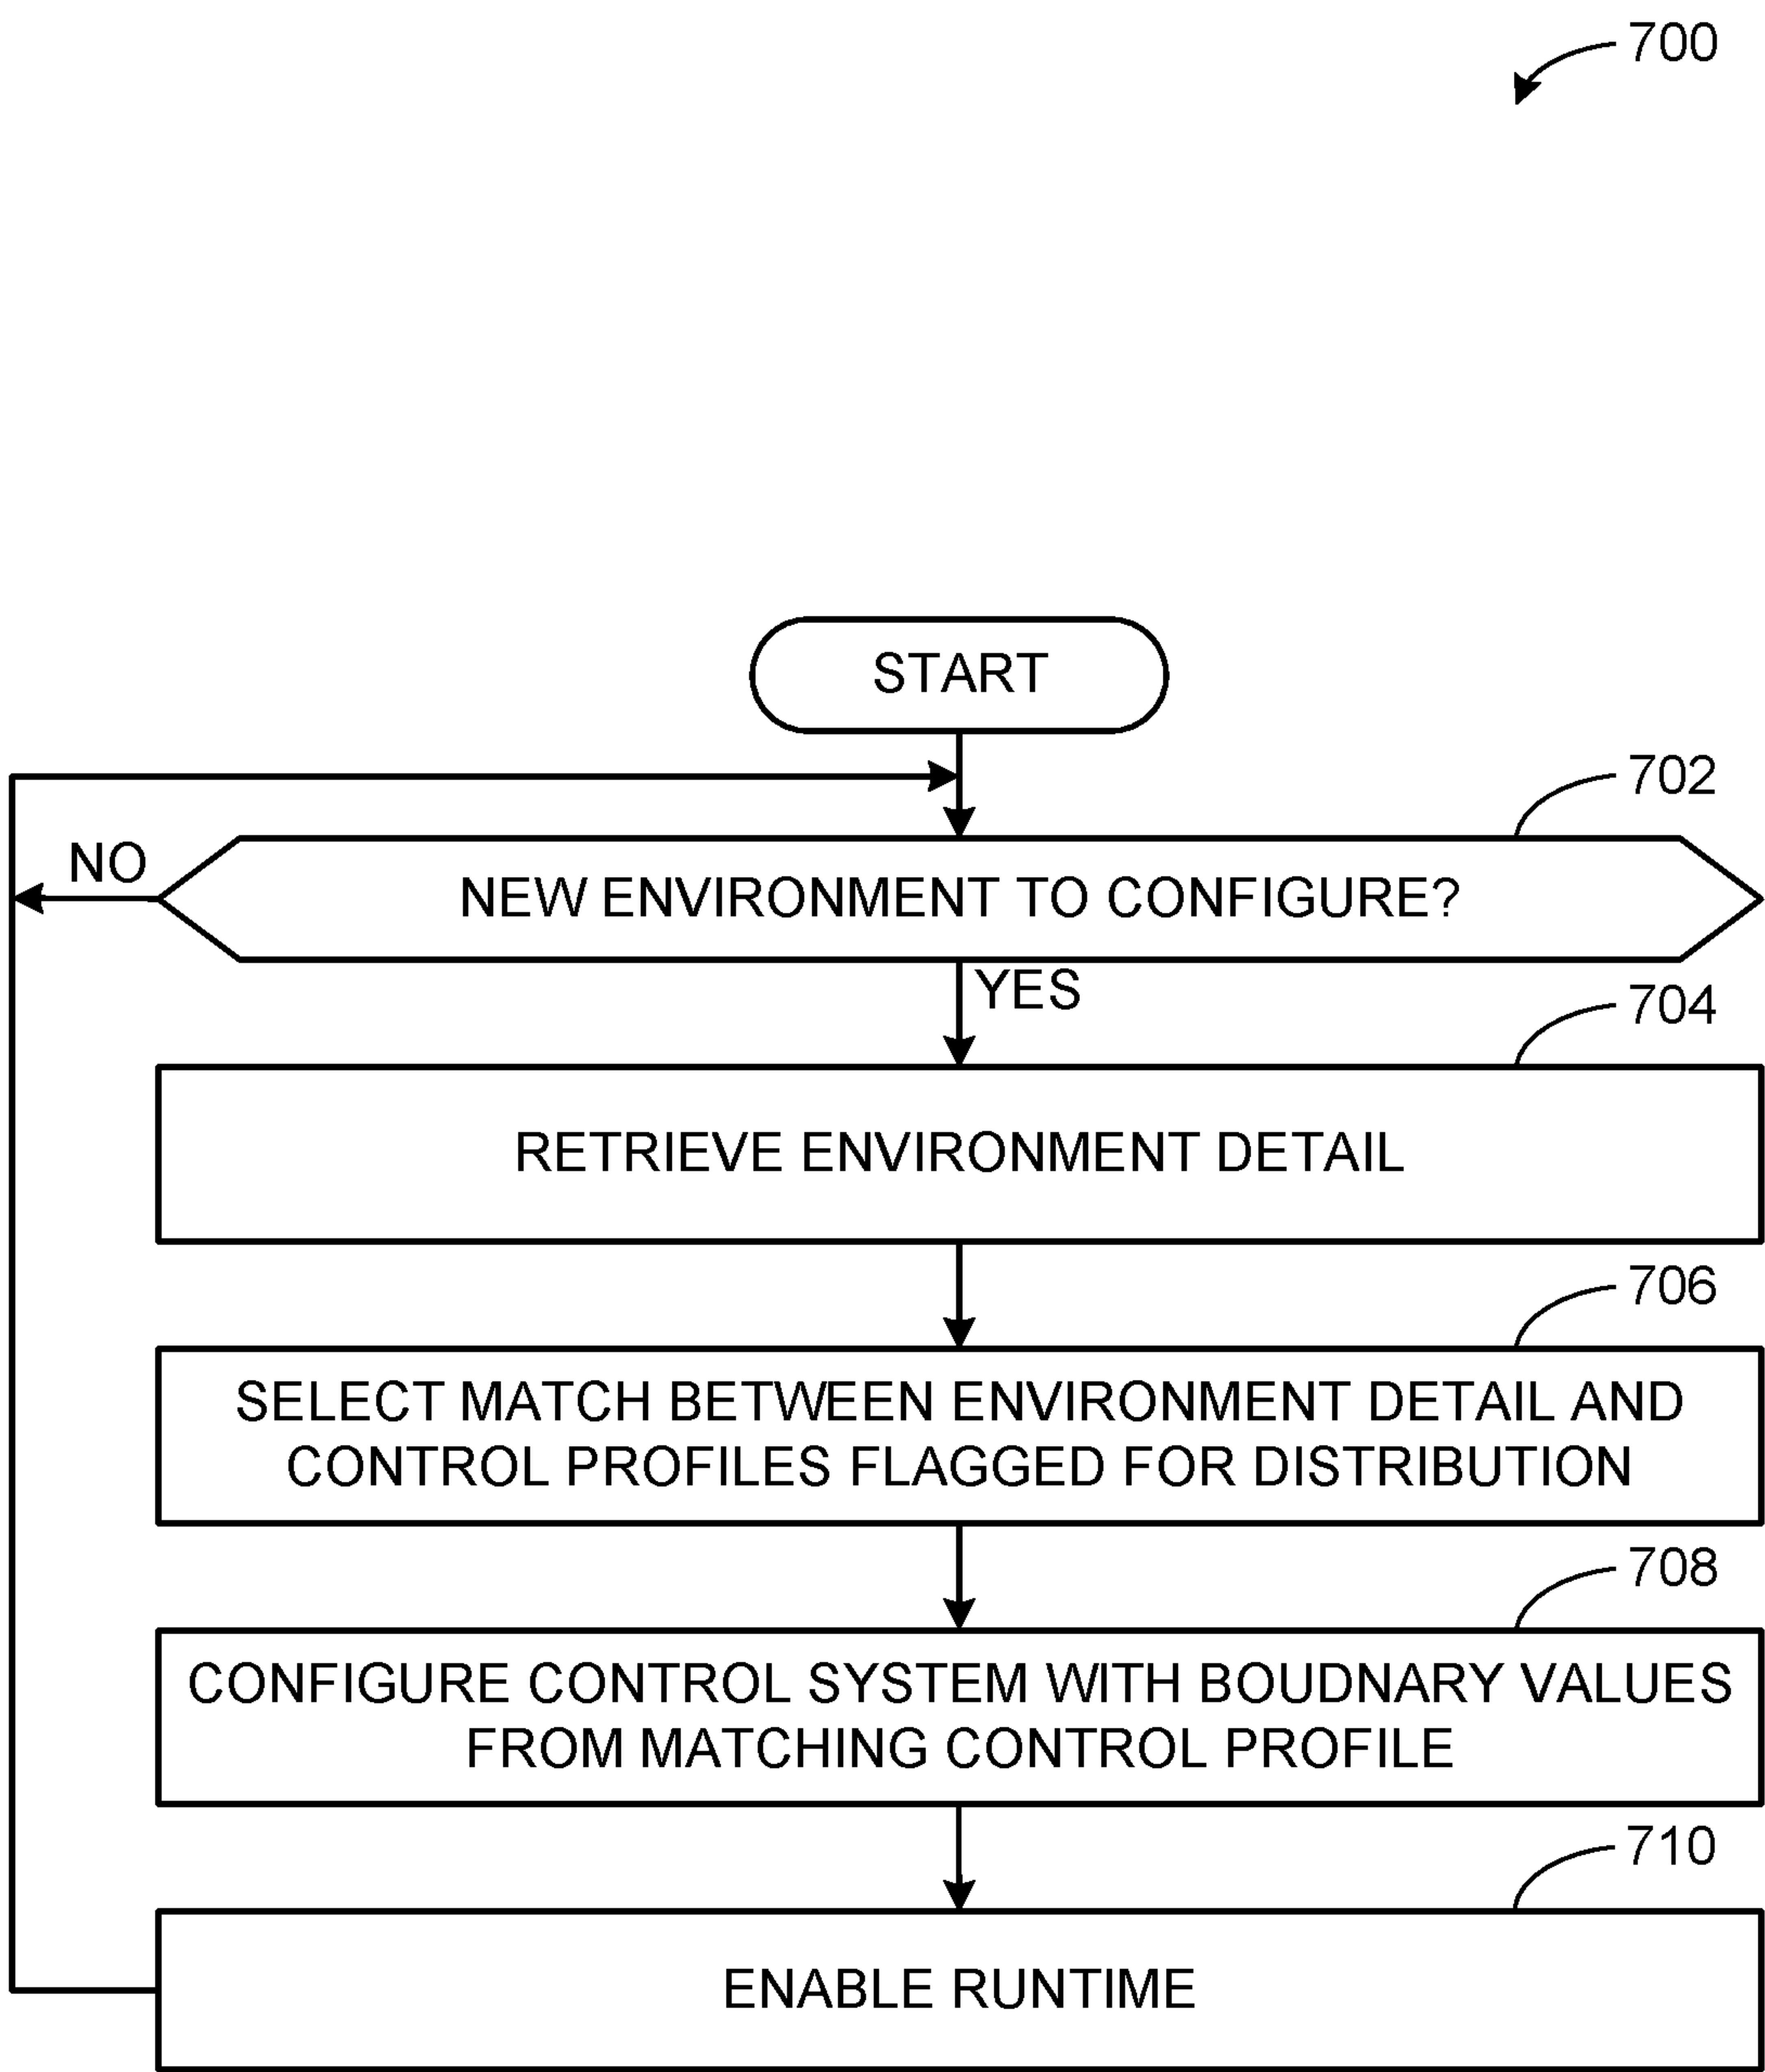 700
START
702
NO
NEW ENVIRONMENT TO CONFIGURE?
YES
704
RETRIEVE ENVIRONMENT DETAIL
706
SELECT MATCH BETWEEN ENVIRONMENT DETAIL AND
CONTROL PROFILES FLAGGED FOR DISTRIBUTION
708
CONFIGURE CONTROL SYSTEM WITH BOUDNARY VALUES
FROM MATCHING CONTROL PROFILE
710
ENABLE RUNTIME